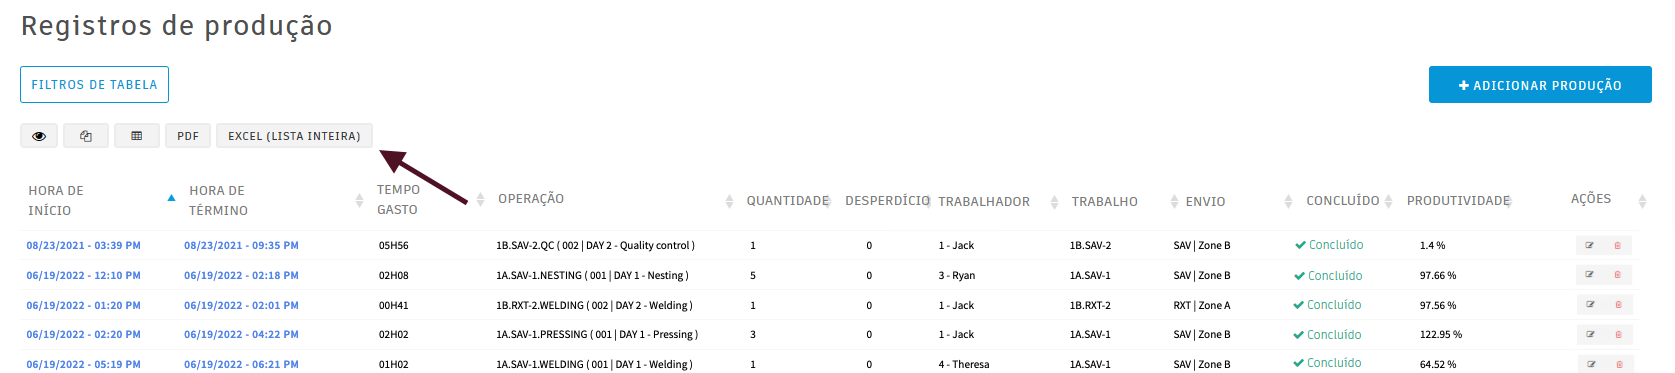 Registros de produção
FILTROS DE TABELA
ADICIONAR PRODUÇÃO
PDF EXCEL (LISTA INTEIRA)
HORA DE INÍCIO HORA DE TÉRMINO TEMPO GASTO OPERAÇÃO QUANTIDADE DESPERDÍCIO TRABALHADOR TRABALHO ENVIO CONCLUÍDO PRODUTIVIDADE AÇÕES
08/23/2021 - 03:39 PM 08/23/2021 - 09:35 PM 05H56 1B.SAV-2.QC ( 002 | DAY 2 - Quality control ) 1 0 1 - Jack 1B.SAV-2 SAV | Zone B Concluído 1.4 %
06/19/2022 - 12:10 PM 06/19/2022 - 02:18 PM 02H08 1A.SAV-1.NESTING ( 001 | DAY 1 - Nesting ) 5 0 3 - Ryan 1A.SAV-1 SAV | Zone B Concluído 97.66 %
06/19/2022 - 01:20 PM 06/19/2022 - 02:01 PM 00H41 1B.RXT-2.WELDING ( 002 | DAY 2 - Welding ) 1 0 1 - Jack 1B.RXT-2 RXT | Zone A Concluído 97.56 %
06/19/2022 - 02:20 PM 06/19/2022 - 04:22 PM 02H02 1A.SAV-1.PRESSING ( 001 | DAY 1 - Pressing ) 3 0 1 - Jack 1A.SAV-1 SAV | Zone B Concluído 122.95 %
06/19/2022 - 05:19 PM 06/19/2022 - 06:21 PM 01H02 1A.SAV-1.WELDING ( 001 | DAY 1 - Welding ) 1 0 4 - Theresa 1A.SAV-1 SAV | Zone B Concluído 64.52 %